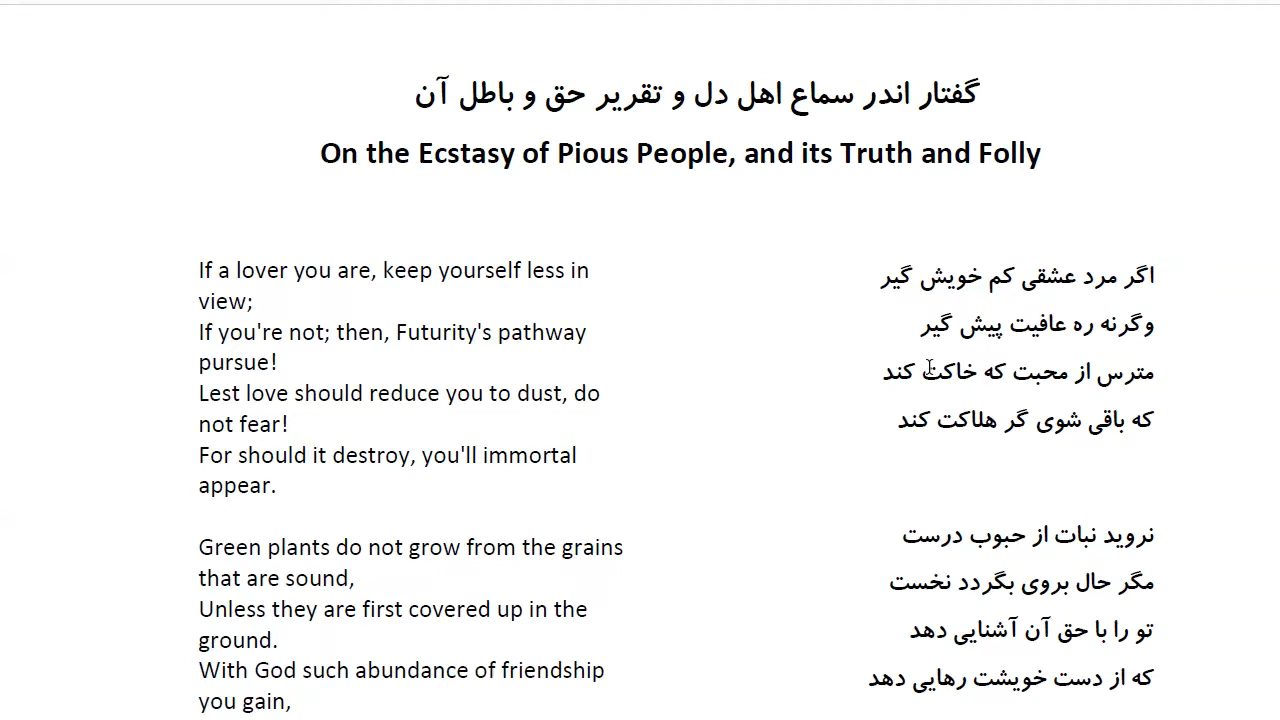 گفتار اندر سماع اهل دل و تقریر حق و باطل آن
On the Ecstasy of Pious People, and its Truth and Folly
If a lover you are, keep yourself less in
view;
If you're not; then, Futurity's pathway
pursue!
Lest love should reduce you to dust, do
not fear!
For should it destroy, you'll immortal
appear.
Green plants do not grow from the grains
that are sound,
Unless they are first covered up in the
ground.
With God such abundance of friendship
you gain,
اگر مرد عشقی کم خویش گیر
وگرنه ره عافیت پیش گیر
مترس از محبت که خاکت کند
که باقی شوی گر هلاکت کند
نروید نبات از حبوب درست
مگر حال بروی بگردد نخست
تو را با حق آن آشنایی دهد
که از دست خویشت رهایی دهد